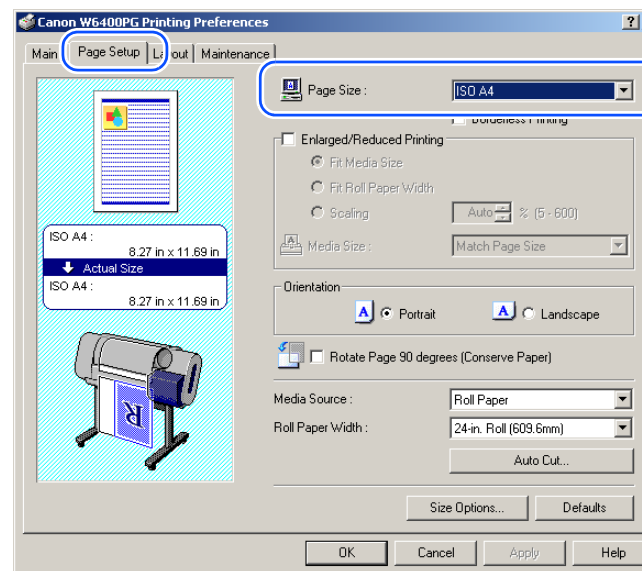 Canon W6400PG Printing Preferences
?
Main Page Setup Layout Maintenance
Page Size : ISO A4
Borderless Printing
Enlarged/Reduced Printing
Fit Media Size
Fit Roll Paper Width
Scaling Auto % (5 - 600)
Media Size : Match Page Size
ISO A4 :
8.27 in x 11.69 in
Actual Size
ISO A4 :
8.27 in x 11.69 in
Orientation
A Portrait A Landscape
Rotate Page 90 degrees (Conserve Paper)
Media Source : Roll Paper
Roll Paper Width : 24-in. Roll (609.6mm)
Auto Cut...
R
Size Options... Defaults
OK Cancel Apply Help